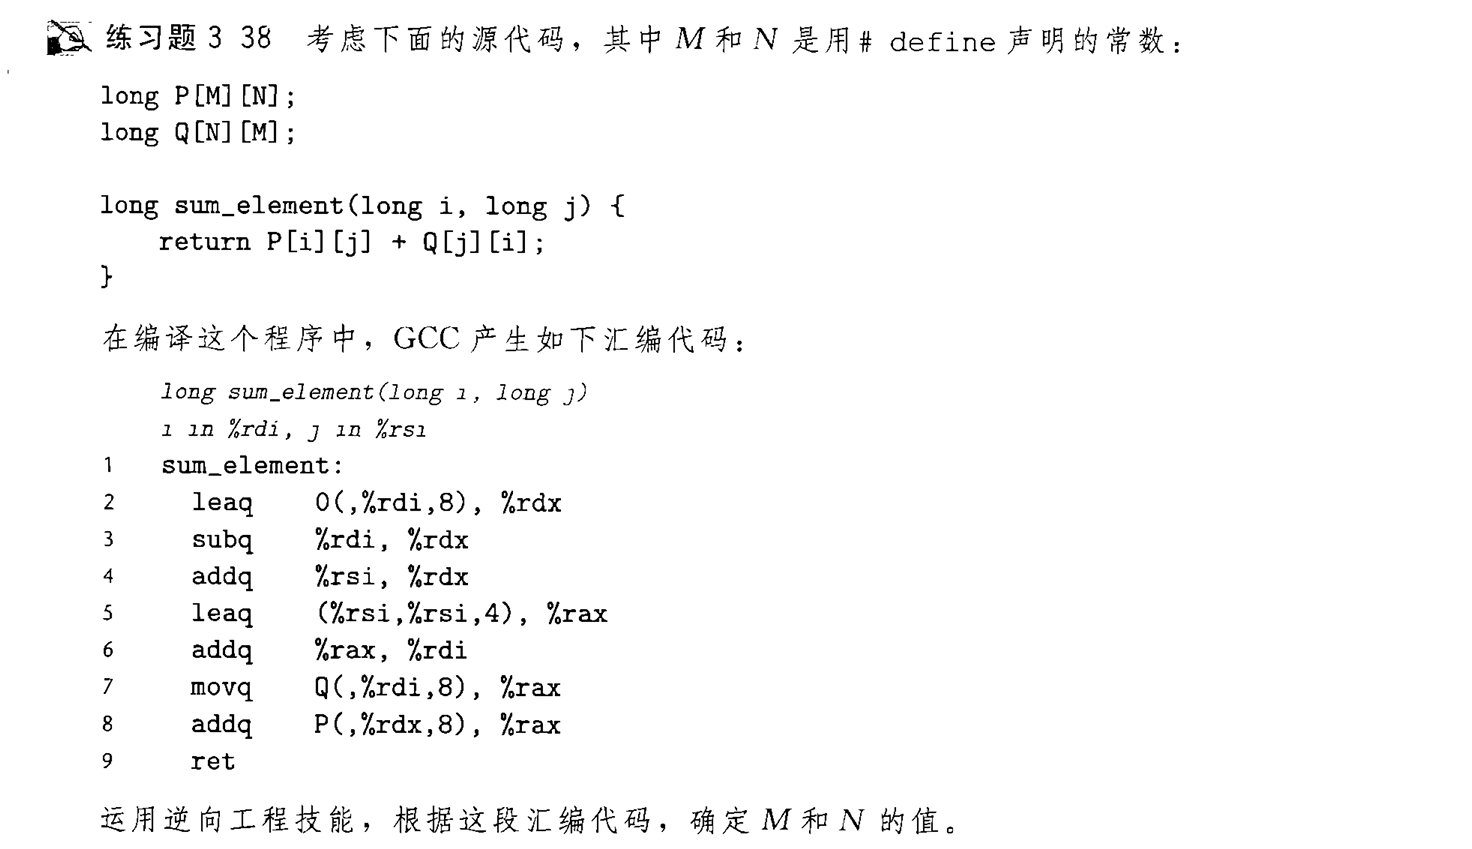 练习题 3 38 考虑下面的源代码，其中 M 和 N 是用# define 声明的常数：
long P[M][N];
long Q[N][M];
long sum_element(long i, long j) {
    return P[i][j] + Q[j][i];
}
在编译这个程序中，GCC 产生如下汇编代码：
long sum_element(long ı, long ȷ)
ı ın %rdi, ȷ ın %rsı
1 sum_element:
2 leaq 0(,%rdi,8), %rdx
3 subq %rdi, %rdx
4 addq %rsi, %rdx
5 leaq (%rsi,%rsi,4), %rax
6 addq %rax, %rdi
7 movq Q(,%rdi,8), %rax
8 addq P(,%rdx,8), %rax
9 ret
运用逆向工程技能，根据这段汇编代码，确定 M 和 N 的值。